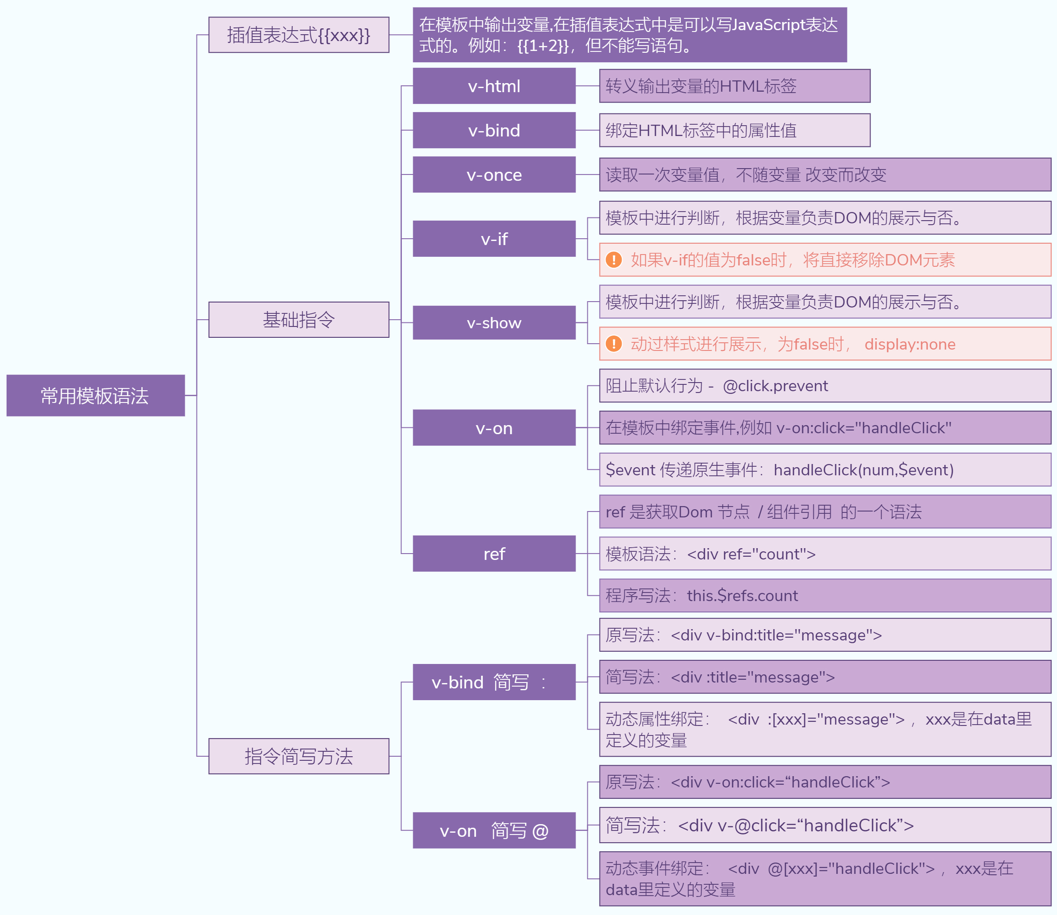 常用模板语法
插值表达式{{xxx}}
在模板中输出变量,在插值表达式中是可以写JavaScript表达
式的。例如：{{1+2}}，但不能写语句。
基础指令
v-html
转义输出变量的HTML标签
v-bind
绑定HTML标签中的属性值
v-once
读取一次变量值，不随变量 改变而改变
v-if
模板中进行判断，根据变量负责DOM的展示与否。
! 如果v-if的值为false时，将直接移除DOM元素
v-show
模板中进行判断，根据变量负责DOM的展示与否。
! 动过样式进行展示，为false时， display:none
v-on
阻止默认行为 - @click.prevent
在模板中绑定事件,例如 v-on:click="handleClick"
$event 传递原生事件：handleClick(num,$event)
ref
ref 是获取Dom 节点 / 组件引用 的一个语法
模板语法：<div ref="count">
程序写法：this.$refs.count
指令简写方法
v-bind 简写 ：
原写法：<div v-bind:title="message">
简写法：<div :title="message">
动态属性绑定： <div :[xxx]="message"> ，xxx是在data里
定义的变量
v-on 简写 @
原写法：<div v-on:click=“handleClick”>
简写法：<div v-@click=“handleClick”>
动态事件绑定： <div @[xxx]="handleClick"> ，xxx是在
data里定义的变量